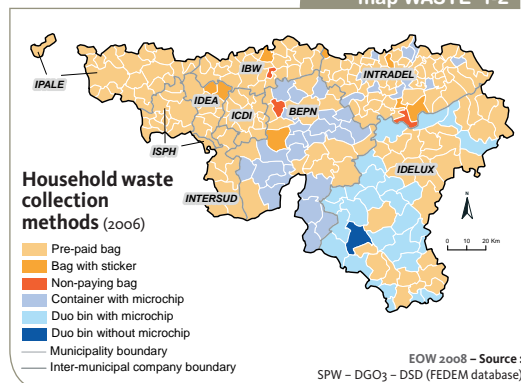 map WASTE 1-2
IPALE
IBW
INTRADEL
IDEA
ICDI
BEPN
ISPH
IDELUX
INTERSUD
Household waste
collection
methods (2006)
N
0 10 20 Km
Pre-paid bag
Bag with sticker
Non-paying bag
Container with microchip
Duo bin with microchip
Duo bin without microchip
Municipality boundary
Inter-municipal company boundary
EOW 2008 – Source :
SPW – DGO3 – DSD (FEDEM database)